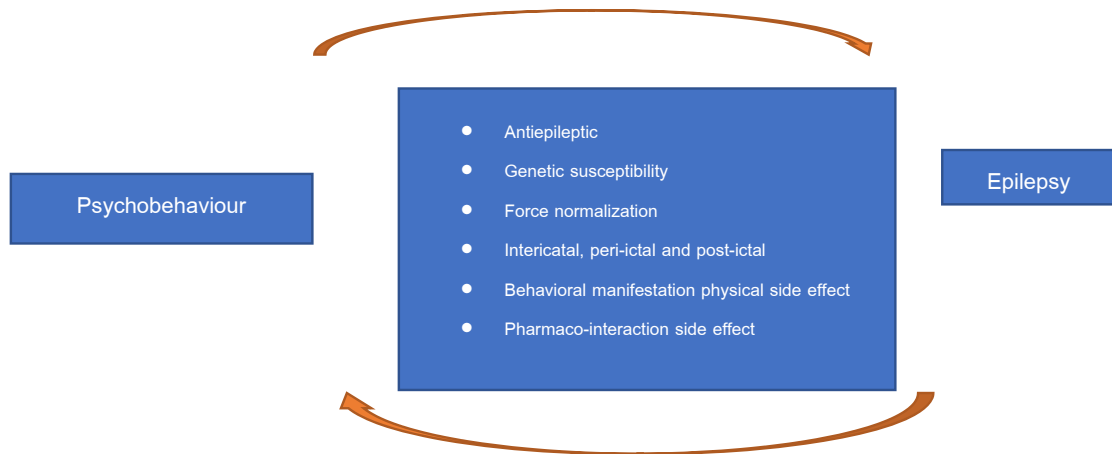 Psychobehaviour
Antiepileptic
Genetic susceptibility
Force normalization
Intericatal, peri-ictal and post-ictal
Behavioral manifestation physical side effect
Pharmaco-interaction side effect
Epilepsy